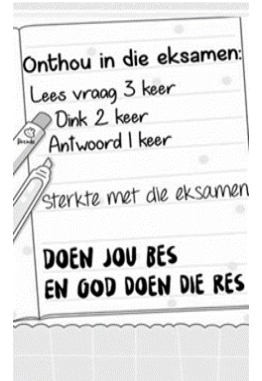 Onthou in die eksamen:
Lees vraag 3 keer
Dink 2 keer
Antwoord 1 keer
Sterkte met die eksamen
DOEN JOU BES
EN GOD DOEN DIE RES